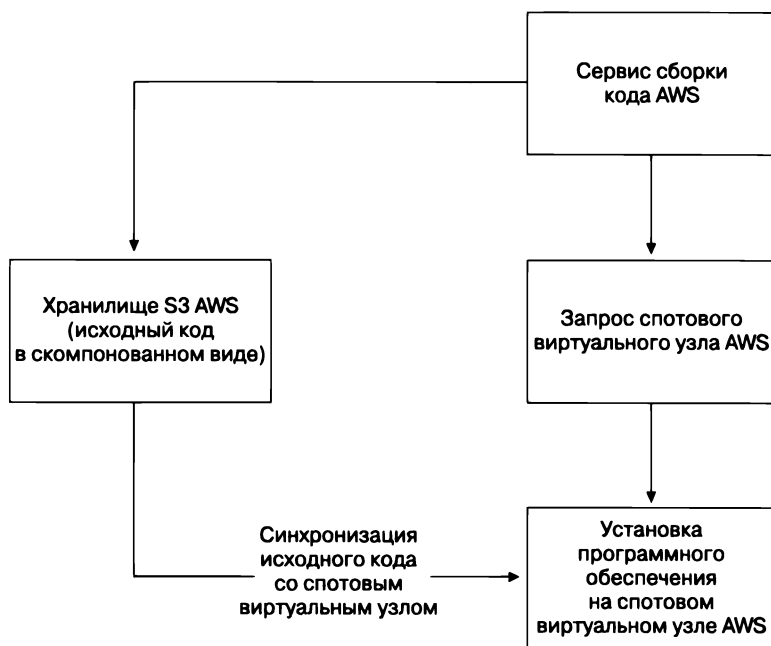 Сервис сборки
кода AWS
Хранилище S3 AWS
(исходный код
в скомпонованном виде)
Запрос спотового
виртуального узла AWS
Синхронизация
исходного кода
со спотовым
виртуальным узлом
Установка
программного
обеспечения
на спотовом
виртуальном узле AWS